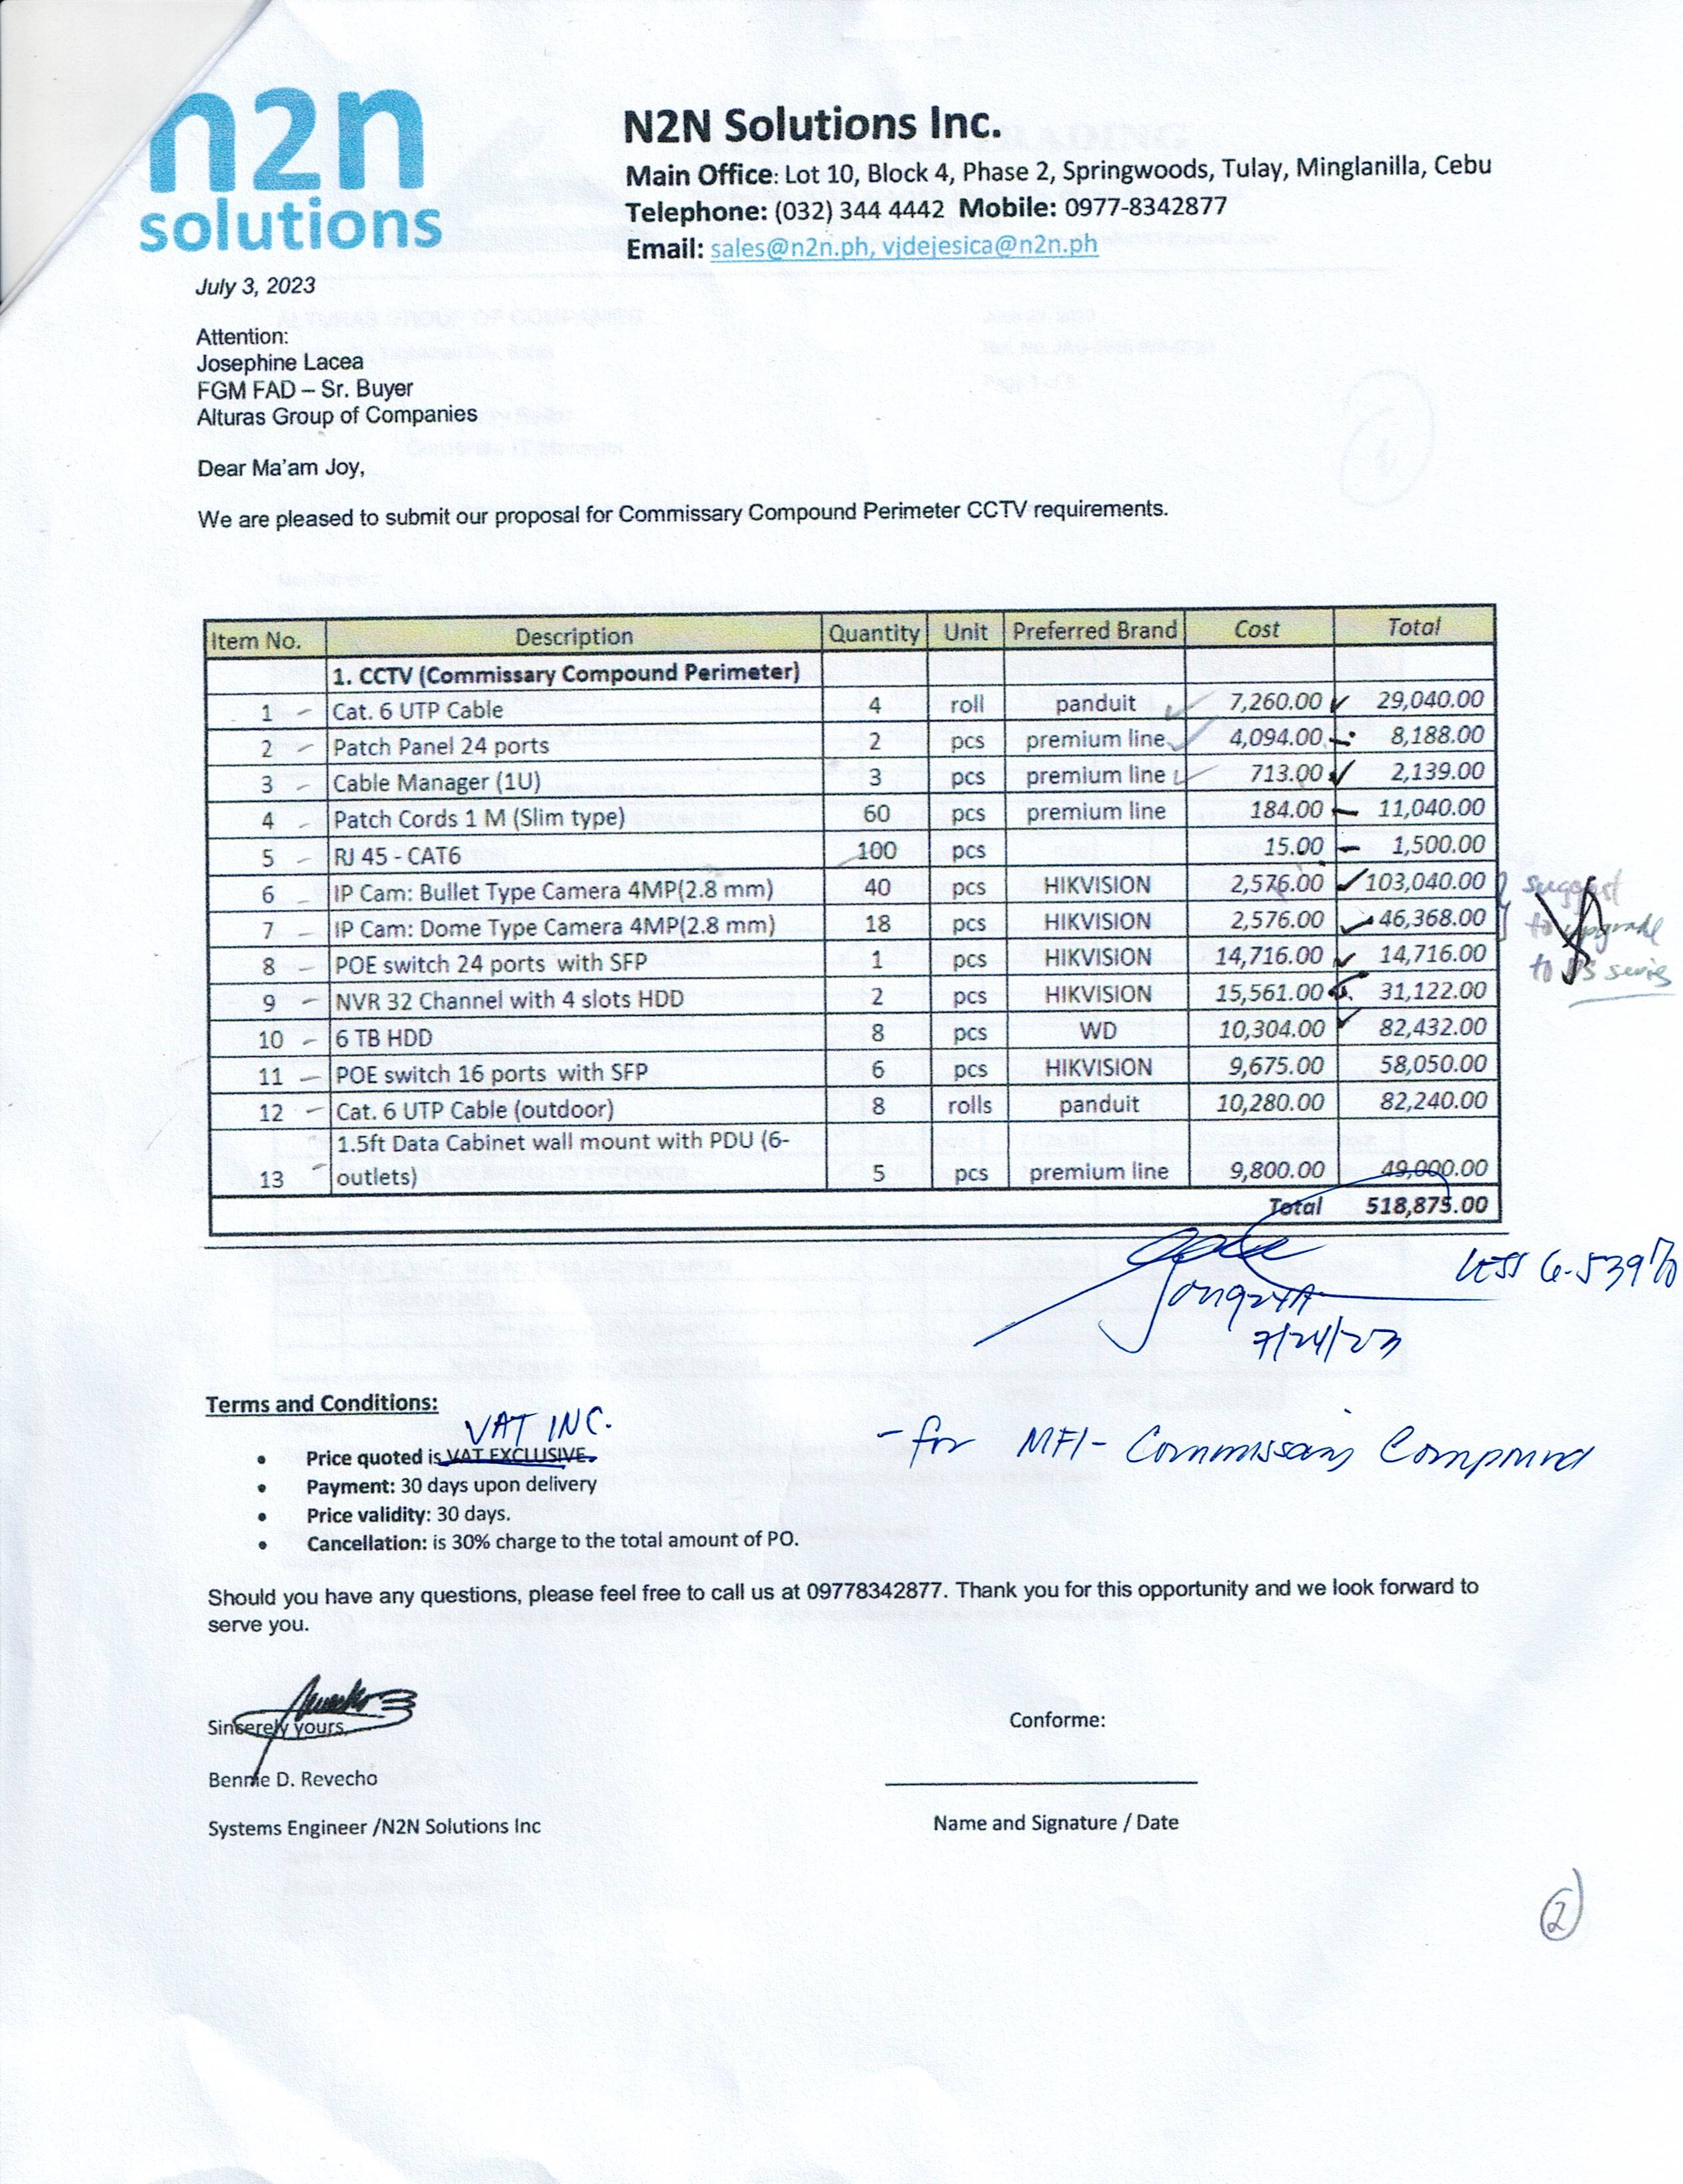 n2n
solutions
N2N Solutions Inc.
Main Office: Lot 10, Block 4, Phase 2, Springwoods, Tulay, Minglanilla, Cebu
Telephone: (032) 344 4442 Mobile: 0977-8342877
Email: sales@n2n.ph, vjdejesica@n2n.ph
July 3, 2023
Attention:
Josephine Lacea
FGM FAD – Sr. Buyer
Alturas Group of Companies
Dear Ma'am Joy,
We are pleased to submit our proposal for Commissary Compound Perimeter CCTV requirements.
Item No. Description Quantity Unit Preferred Brand Cost Total
1. CCTV (Commissary Compound Perimeter)
1 Cat. 6 UTP Cable 4 roll panduit 7,260.00 29,040.00
2 Patch Panel 24 ports 2 pcs premium line 4,094.00 8,188.00
3 Cable Manager (1U) 3 pcs premium line 713.00 2,139.00
4 Patch Cords 1 M (Slim type) 60 pcs premium line 184.00 11,040.00
5 RJ 45 - CAT6 100 pcs 15.00 1,500.00
6 IP Cam: Bullet Type Camera 4MP(2.8 mm) 40 pcs HIKVISION 2,576.00 103,040.00
7 IP Cam: Dome Type Camera 4MP(2.8 mm) 18 pcs HIKVISION 2,576.00 46,368.00
suggest
to upgrade
to DS series
8 POE switch 24 ports with SFP 1 pcs HIKVISION 14,716.00 14,716.00
9 NVR 32 Channel with 4 slots HDD 2 pcs HIKVISION 15,561.00 31,122.00
10 6 TB HDD 8 pcs WD 10,304.00 82,432.00
11 POE switch 16 ports with SFP 6 pcs HIKVISION 9,675.00 58,050.00
12 Cat. 6 UTP Cable (outdoor) 8 rolls panduit 10,280.00 82,240.00
1.5ft Data Cabinet wall mount with PDU (6-
13 outlets) 5 pcs premium line 9,800.00 49,000.00
Total 518,875.00
LESS 6.539%
7/24/23
Terms and Conditions:
VAT INC.
• Price quoted is VAT EXCLUSIVE.
• Payment: 30 days upon delivery
• Price validity: 30 days.
• Cancellation: is 30% charge to the total amount of PO.
- for MFI - Commissary Compound
Should you have any questions, please feel free to call us at 09778342877. Thank you for this opportunity and we look forward to
serve you.
Sincerely yours,
Bennie D. Revecho
Systems Engineer /N2N Solutions Inc
Conforme:
Name and Signature / Date
2